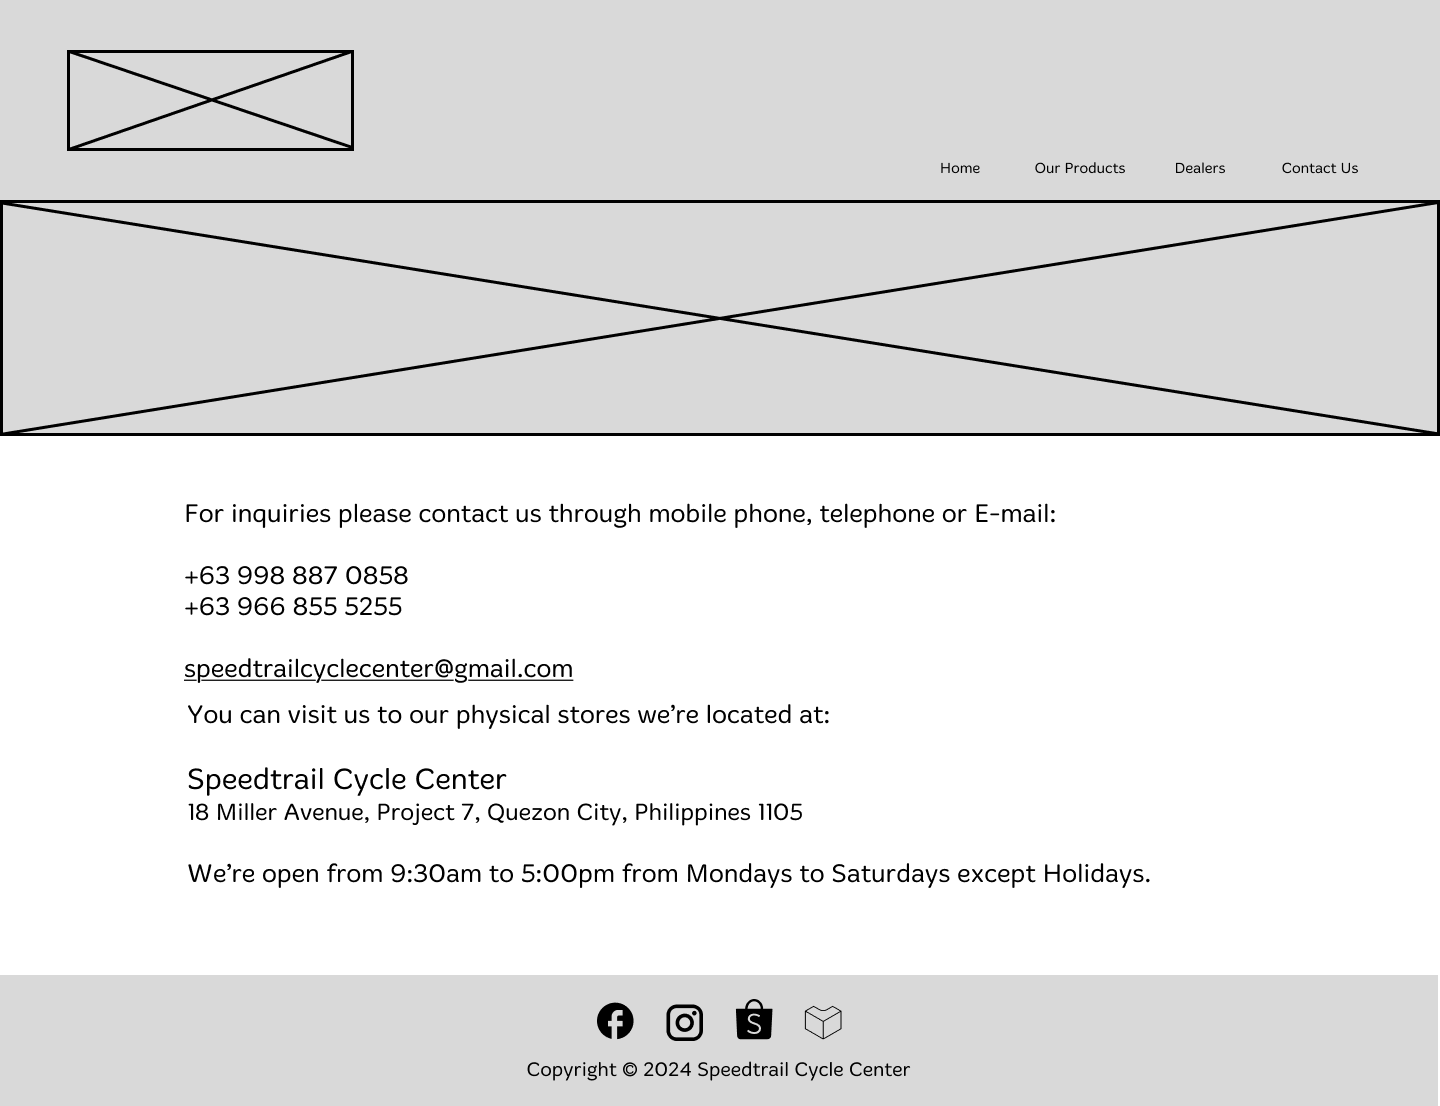 Home
Our Products
Dealers
Contact Us
For inquiries please contact us through mobile phone, telephone or E-mail:
+63 998 887 0858
+63 966 855 5255
speedtrailcyclecenter@gmail.com
You can visit us to our physical stores we’re located at:
Speedtrail Cycle Center
18 Miller Avenue, Project 7, Quezon City, Philippines 1105
We’re open from 9:30am to 5:00pm from Mondays to Saturdays except Holidays.
Copyright © 2024 Speedtrail Cycle Center